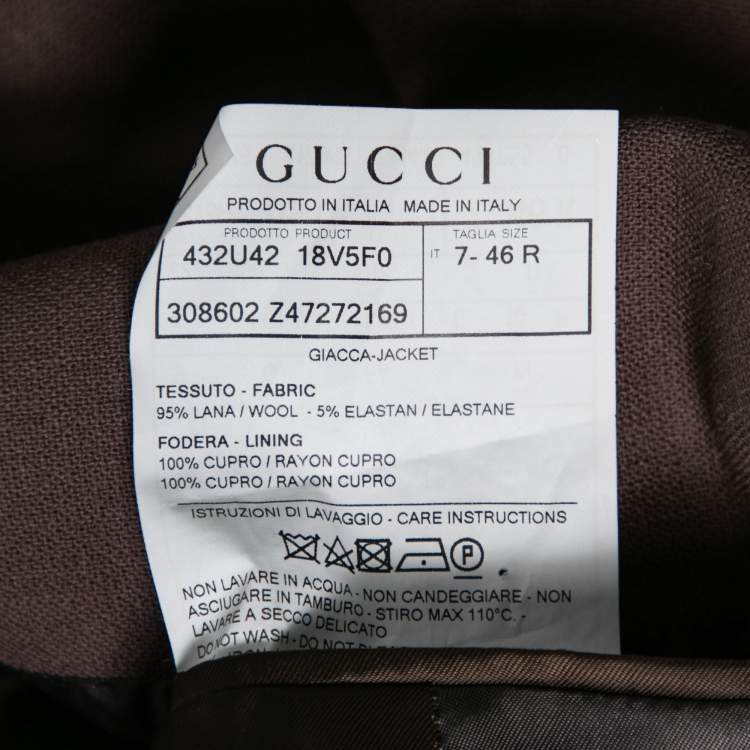 GUCCI
PRODOTTO IN ITALIA MADE IN ITALY
PRODOTTO PRODUCT
432U42 18V5F0
TAGLIA SIZE
IT 7- 46 R
308602 Z47272169
GIACCA-JACKET
TESSUTO - FABRIC
95% LANA / WOOL - 5% ELASTAN / ELASTANE
FODERA - LINING
100% CUPRO / RAYON CUPRO
100% CUPRO / RAYON CUPRO
ISTRUZIONI DI LAVAGGIO - CARE INSTRUCTIONS
P
NON LAVARE IN ACQUA - NON CANDEGGIARE - NON
ASCIUGARE IN TAMBURO - STIRO MAX 110°C. -
LAVARE A SECCO DELICATO
DO NOT WASH - DO NOT